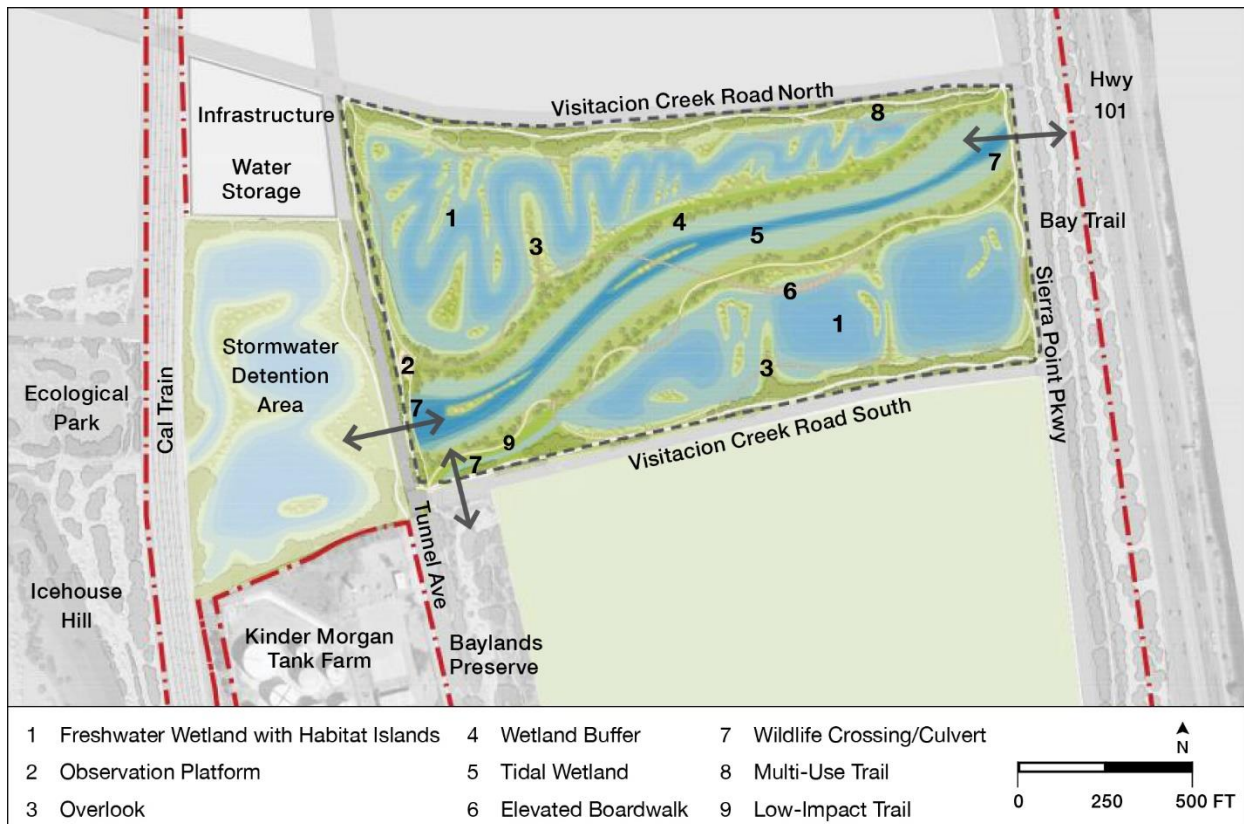 Visitacion Creek Road North
Hwy
101
Infrastructure
Water
Storage
8
7
1
4
3
5
Bay Trail
6
1
Sierra Point Pkwy
Stormwater
Detention
Area
Cal Train
Ecological
Park
2
3
7
9
7
Visitacion Creek Road South
Tunnel Ave
Icehouse
Hill
Kinder Morgan
Tank Farm
Baylands
Preserve
1 Freshwater Wetland with Habitat Islands
2 Observation Platform
3 Overlook
4 Wetland Buffer
5 Tidal Wetland
6 Elevated Boardwalk
7 Wildlife Crossing/Culvert
8 Multi-Use Trail
9 Low-Impact Trail
N
0 250 500 FT